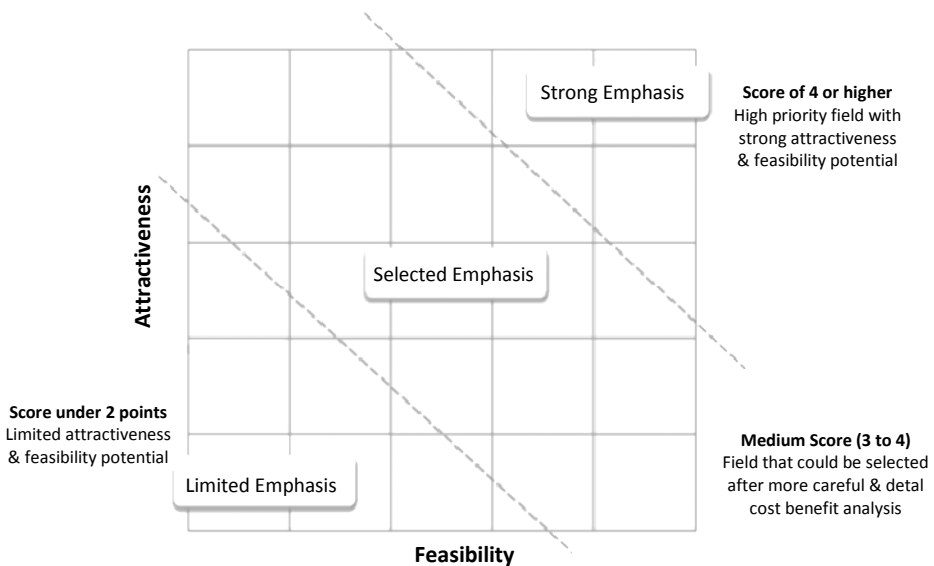 Strong Emphasis
Score of 4 or higher
High priority field with
strong attractiveness
& feasibility potential
Attractiveness
Selected Emphasis
Score under 2 points
Limited attractiveness
& feasibility potential
Medium Score (3 to 4)
Field that could be selected
after more careful & detal
cost benefit analysis
Limited Emphasis
Feasibility